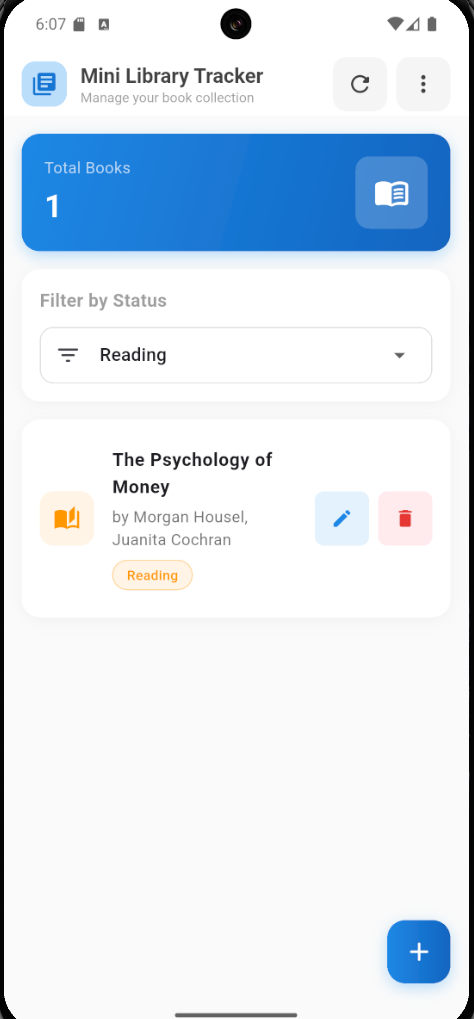 6:07
Mini Library Tracker
Manage your book collection
Total Books
1
Filter by Status
Reading
The Psychology of
Money
by Morgan Housel,
Juanita Cochran
Reading